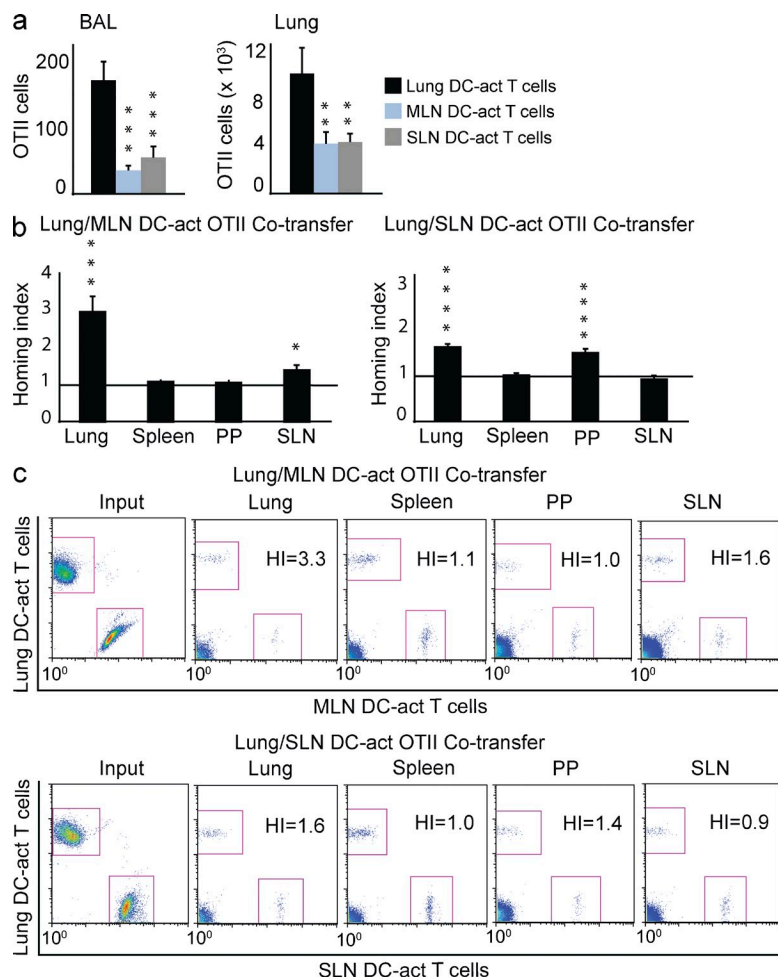 a
BAL
Lung
OTII cells
200
100
0
* * *
* * *
OTII cells (x 10³)
12
8
4
0
* *
* *
Lung DC-act T cells
MLN DC-act T cells
SLN DC-act T cells
b
Lung/MLN DC-act OTII Co-transfer
Homing index
4
3
2
1
0
* * *
*
Lung Spleen PP SLN
Lung/SLN DC-act OTII Co-transfer
Homing index
3
2
1
0
* * * *
* * * *
Lung Spleen PP SLN
c
Lung/MLN DC-act OTII Co-transfer
Input Lung Spleen PP SLN
Lung DC-act T cells
HI=3.3 HI=1.1 HI=1.0 HI=1.6
10⁰ 10⁰ 10⁰ 10⁰ 10⁰
MLN DC-act T cells
Lung/SLN DC-act OTII Co-transfer
Input Lung Spleen PP SLN
Lung DC-act T cells
HI=1.6 HI=1.0 HI=1.4 HI=0.9
10⁰ 10⁰ 10⁰ 10⁰ 10⁰
SLN DC-act T cells